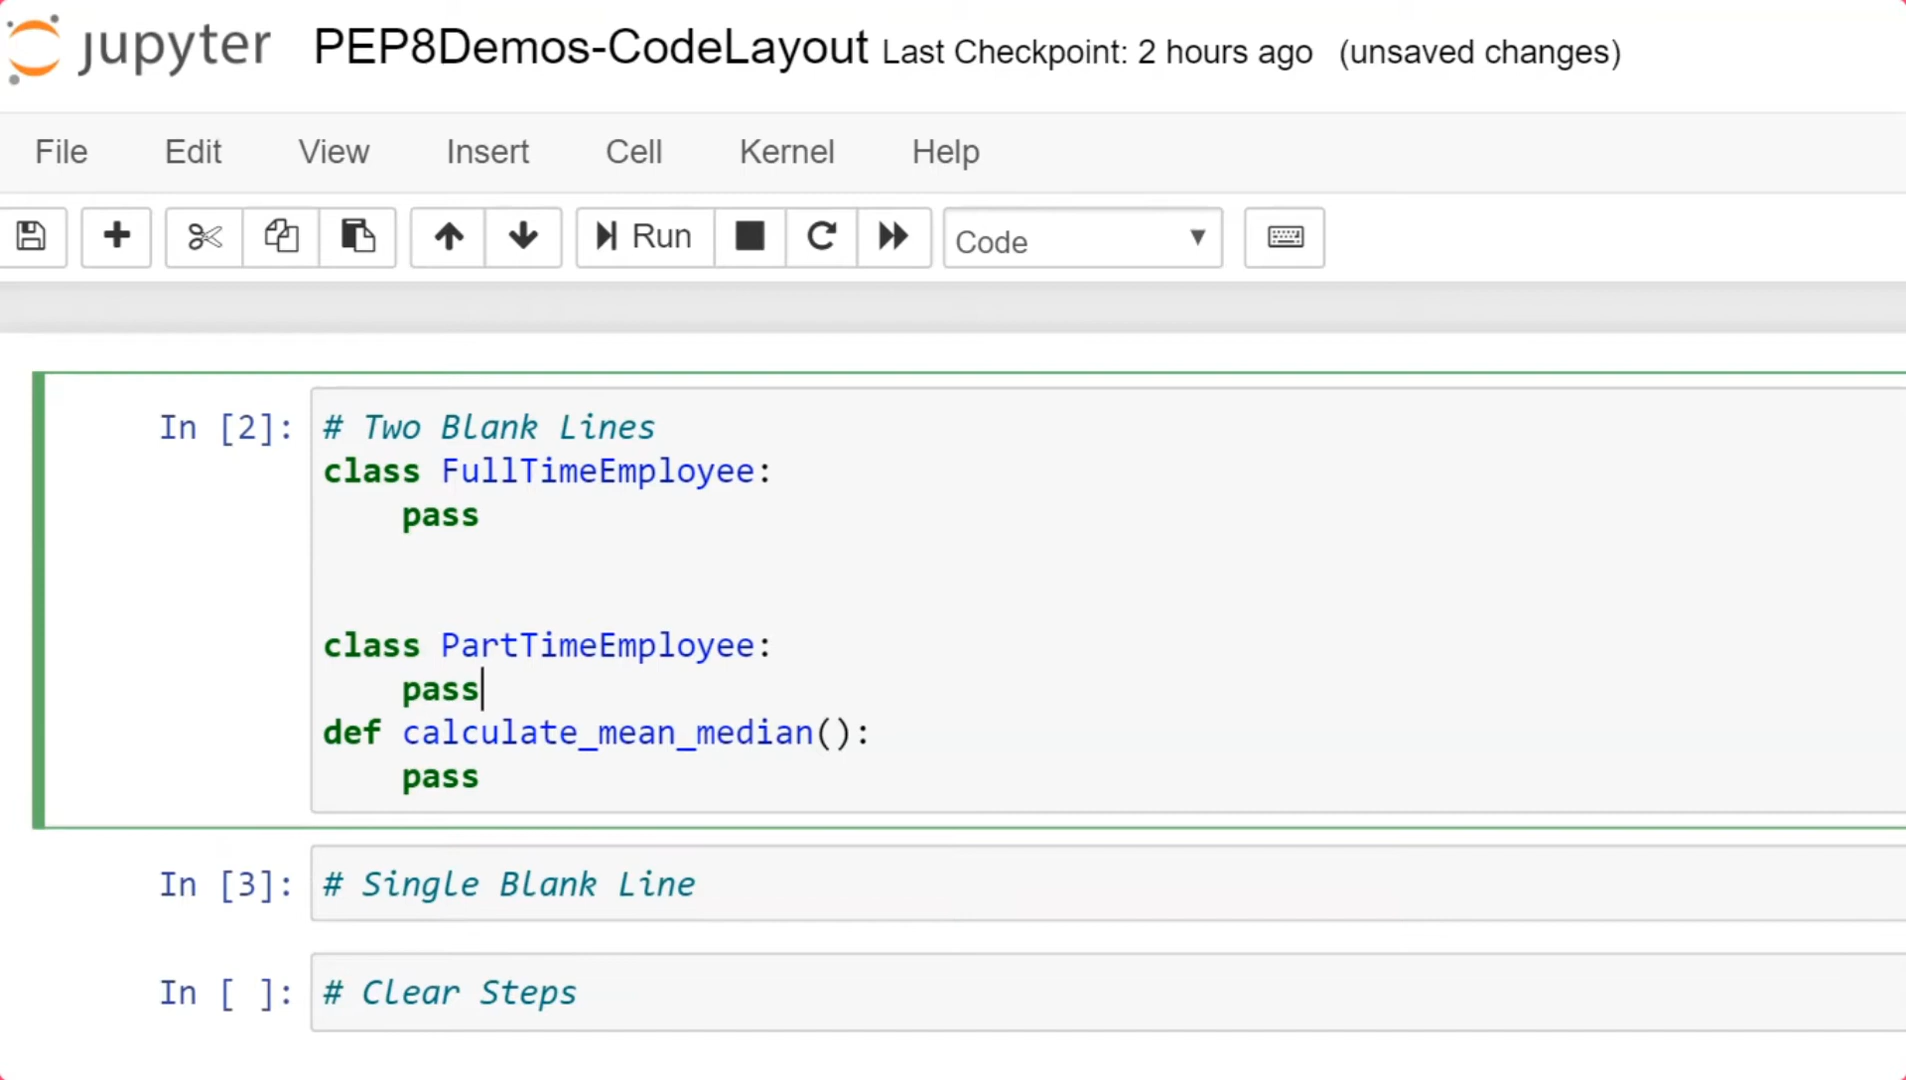 jupyter PEP8Demos-CodeLayout Last Checkpoint: 2 hours ago (unsaved changes)
File Edit View Insert Cell Kernel Help
Run Code
In [2]: # Two Blank Lines
class FullTimeEmployee:
    pass
class PartTimeEmployee:
    pass
def calculate_mean_median():
    pass
In [3]: # Single Blank Line
In [ ]: # Clear Steps